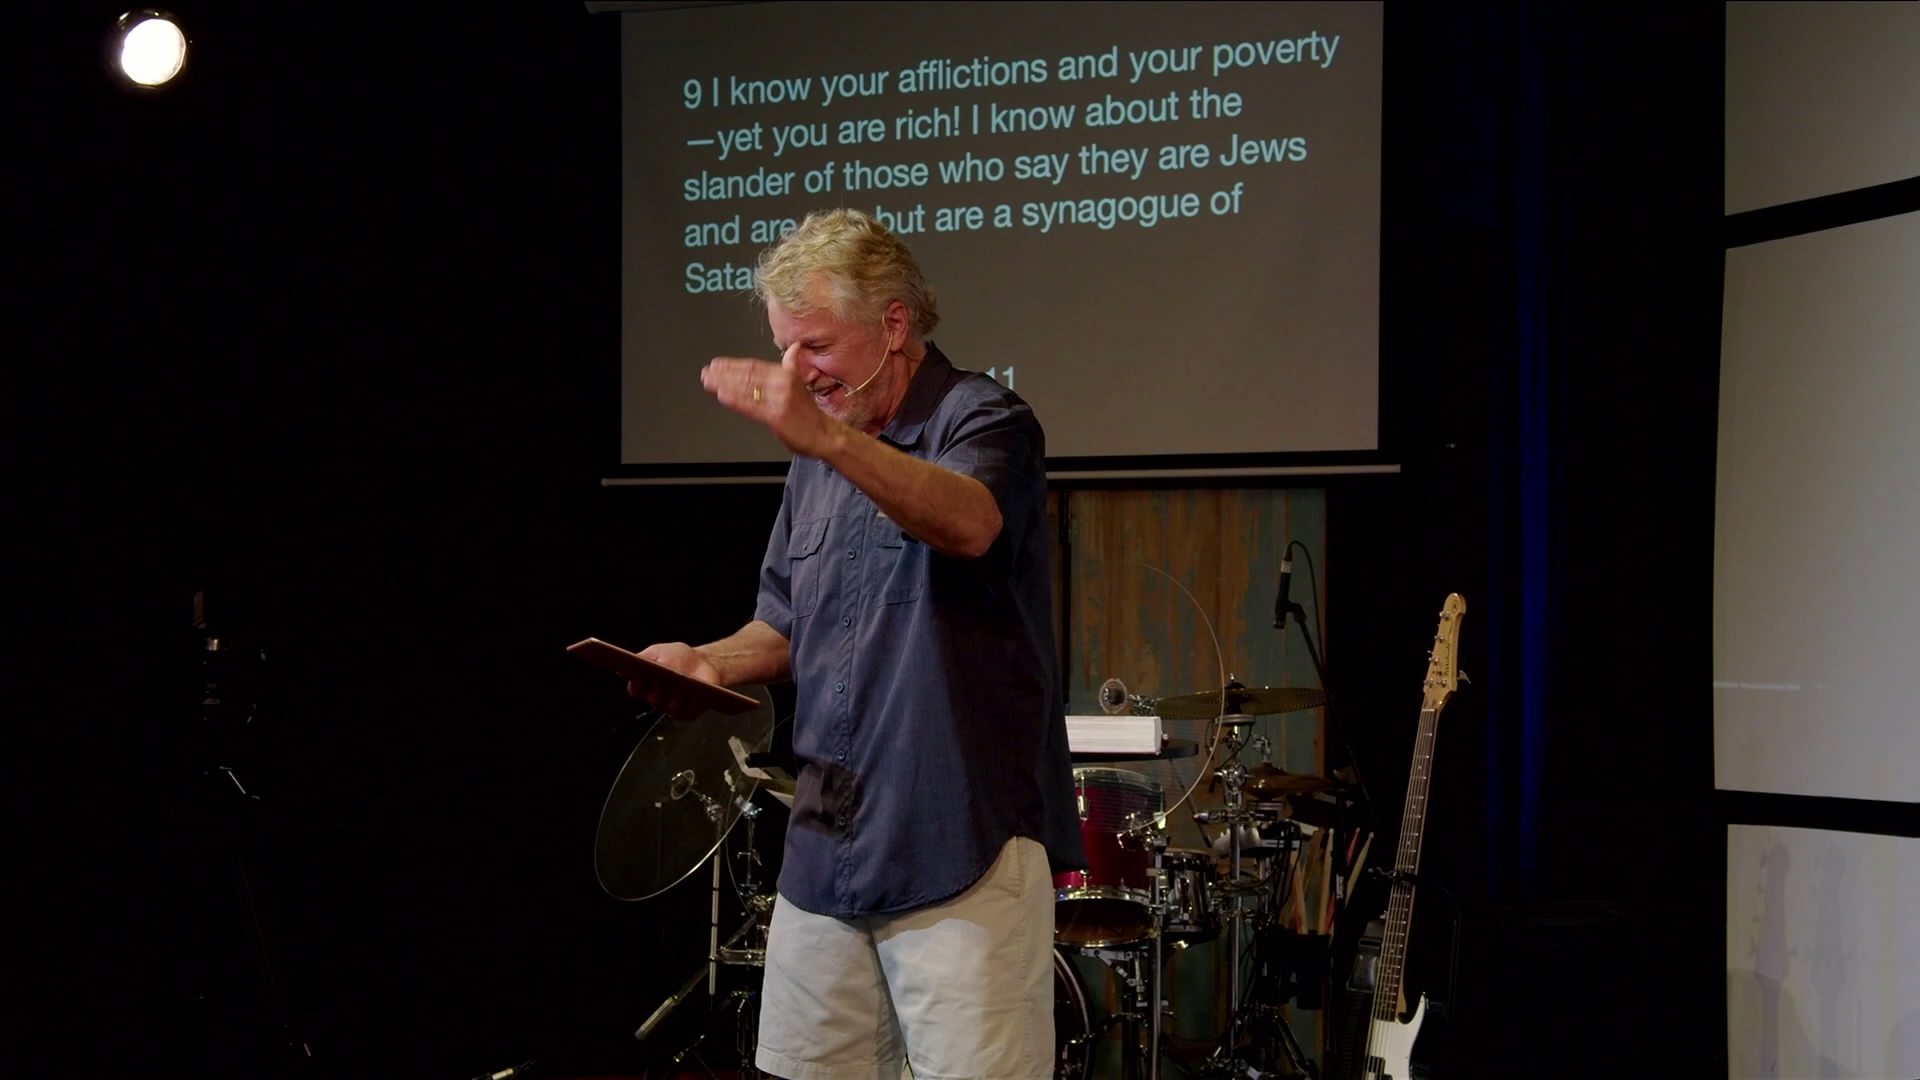 9 I know your afflictions and your poverty
—yet you are rich! I know about the
slander of those who say they are Jews
and are but are a synagogue of
11